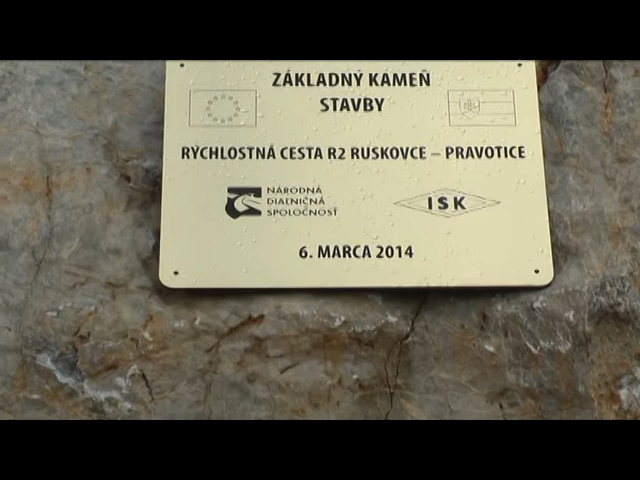 ZÁKLADNÝ KAMEŇ
STAVBY
RÝCHLOSTNÁ CESTA R2 RUSKOVCE – PRAVOTICE
NÁRODNÁ
DIAĽNIČNÁ
SPOLOČNOSŤ
ISK
6. MARCA 2014